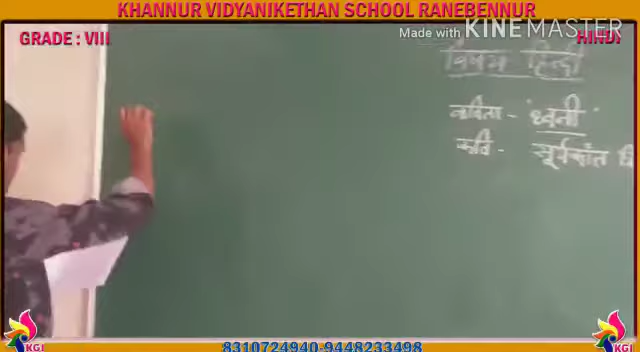 KHANNUR VIDYANIKETHAN SCHOOL RANEBENNUR
Made with KINEMASTER
GRADE : VIII
HINDI
विषय हिन्दी
कविता - 'ध्वनी'
कवि - सूर्यकांत
KGI
KGI
8310724940-9448233498